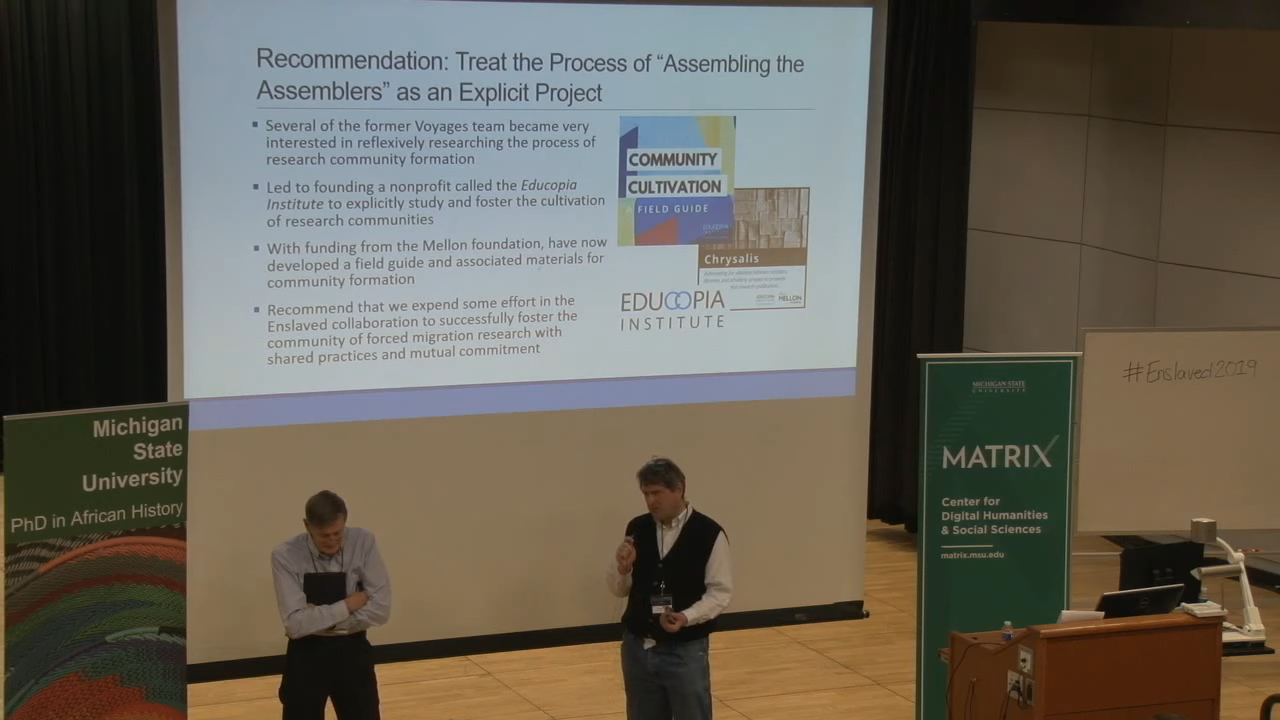 Recommendation: Treat the Process of “Assembling the
Assemblers” as an Explicit Project
▪ Several of the former Voyages team became very
interested in reflexively researching the process of
research community formation
▪ Led to founding a nonprofit called the Educopia
Institute to explicitly study and foster the cultivation
of research communities
▪ With funding from the Mellon foundation, have now
developed a field guide and associated materials for
community formation
▪ Recommend that we expend some effort in the
Enslaved collaboration to successfully foster the
community of forced migration research with
shared practices and mutual commitment
COMMUNITY
CULTIVATION
A FIELD GUIDE
EDUCOPIA
Chrysalis
EDUCOPIA
MELLON
EDUCOPIA
INSTITUTE
#Enslaved2019
Michigan
State
University
PhD in African History
MICHIGAN STATE
UNIVERSITY
MATRIX
Center for
Digital Humanities
& Social Sciences
matrix.msu.edu